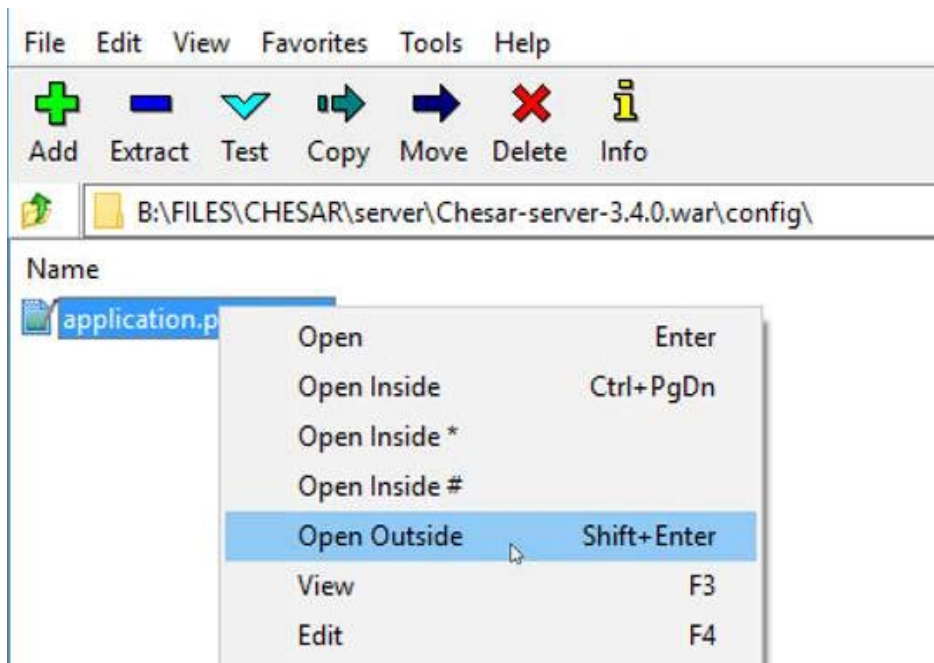 File Edit View Favorites Tools Help
Add Extract Test Copy Move Delete Info
B:\FILES\CHESAR\server\Chesar-server-3.4.0.war\config\
Name
application.p
Open Enter
Open Inside Ctrl+PgDn
Open Inside *
Open Inside #
Open Outside Shift+Enter
View F3
Edit F4